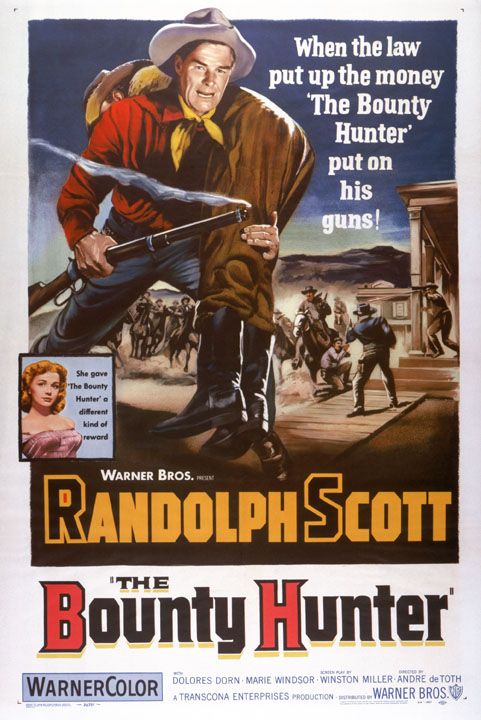 When the law
put up the money
'The Bounty
Hunter'
put on
his
guns!
She gave
'The Bounty
Hunter' a
different
kind of
reward
WARNER BROS. PRESENT
RANDOLPH SCOTT
"THE
BOUNTY HUNTER"
WARNERCOLOR
WITH
DOLORES DORN · MARIE WINDSOR ·
SCREEN PLAY BY
WINSTON MILLER ·
DIRECTED BY
ANDRE deTOTH
A TRANSCONA ENTERPRISES PRODUCTION · DISTRIBUTED BY WARNER BROS.